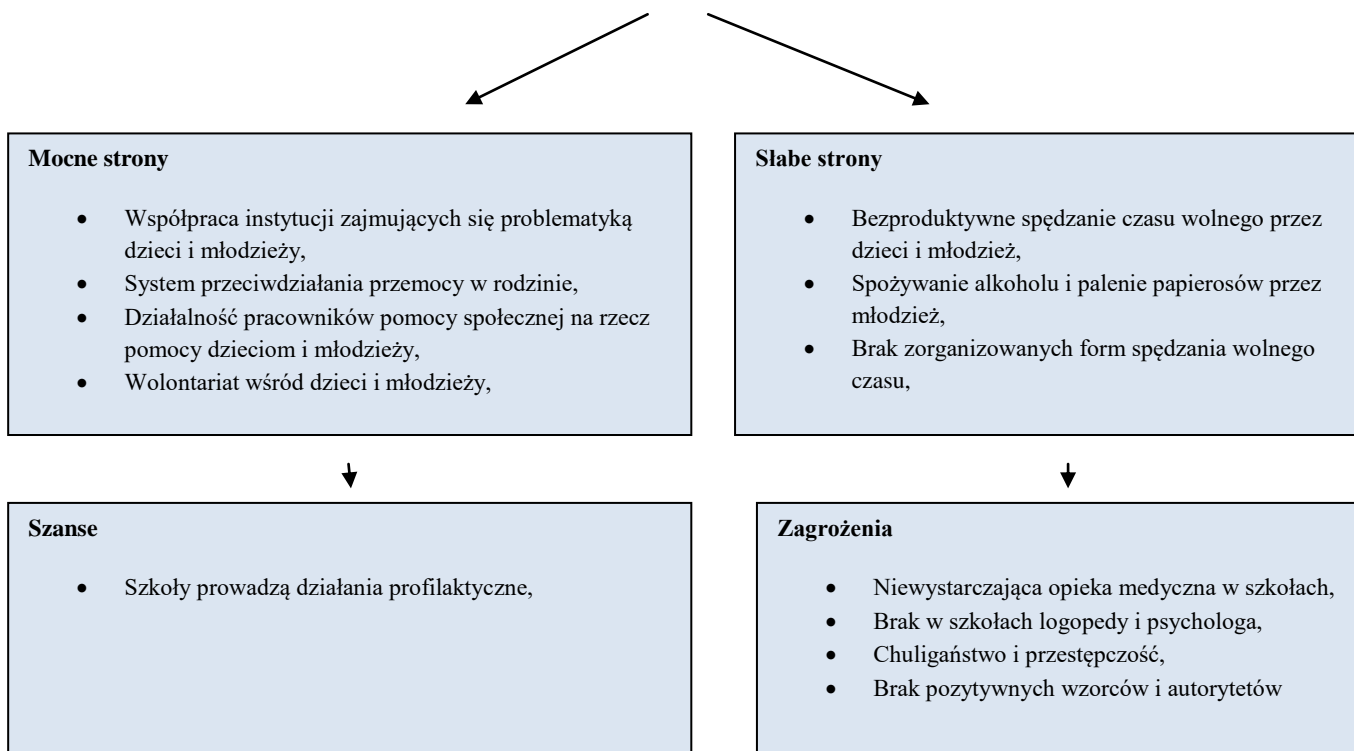 Mocne strony
• Współpraca instytucji zajmujących się problematyką
dzieci i młodzieży,
• System przeciwdziałania przemocy w rodzinie,
• Działalność pracowników pomocy społecznej na rzecz
pomocy dzieciom i młodzieży,
• Wolontariat wśród dzieci i młodzieży,
Słabe strony
• Bezproduktywne spędzanie czasu wolnego przez
dzieci i młodzież,
• Spożywanie alkoholu i palenie papierosów przez
młodzież,
• Brak zorganizowanych form spędzania wolnego
czasu,
Szanse
• Szkoły prowadzą działania profilaktyczne,
Zagrożenia
• Niewystarczająca opieka medyczna w szkołach,
• Brak w szkołach logopedy i psychologa,
• Chuligaństwo i przestępczość,
• Brak pozytywnych wzorców i autorytetów